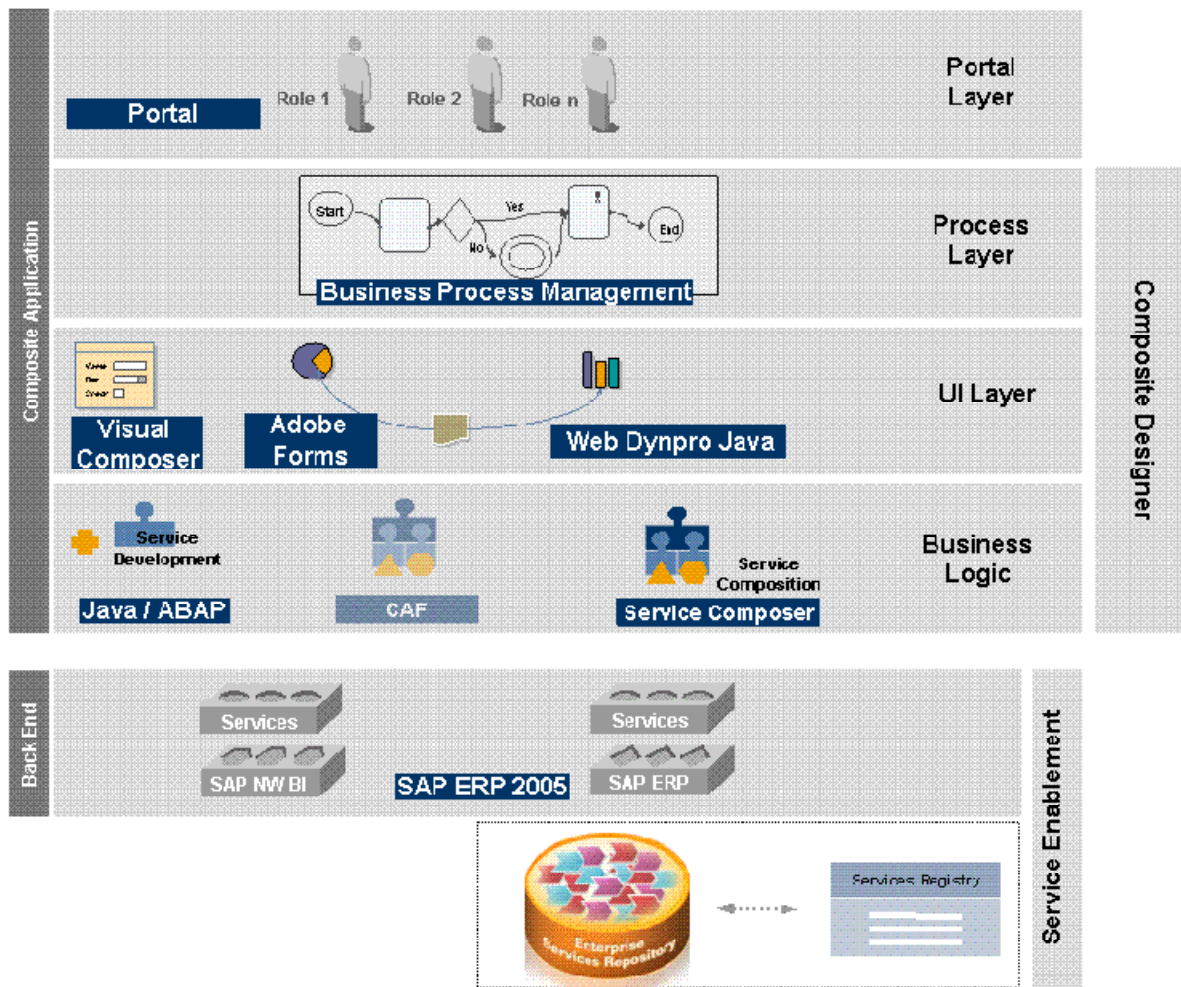 Portal
Role 1
Role 2
Role n
Portal
Layer
Composite Application
Start
Yes
No
End
Business Process Management
Process
Layer
Composite Designer
Visual
Composer
Adobe
Forms
Web Dynpro Java
UI Layer
Service
Development
Java / ABAP
CAF
Service
Composition
Service Composer
Business
Logic
Back End
Services
SAP NW BI
SAP ERP 2005
Services
SAP ERP
Service Enablement
Enterprise
Services Repository
Services Registry